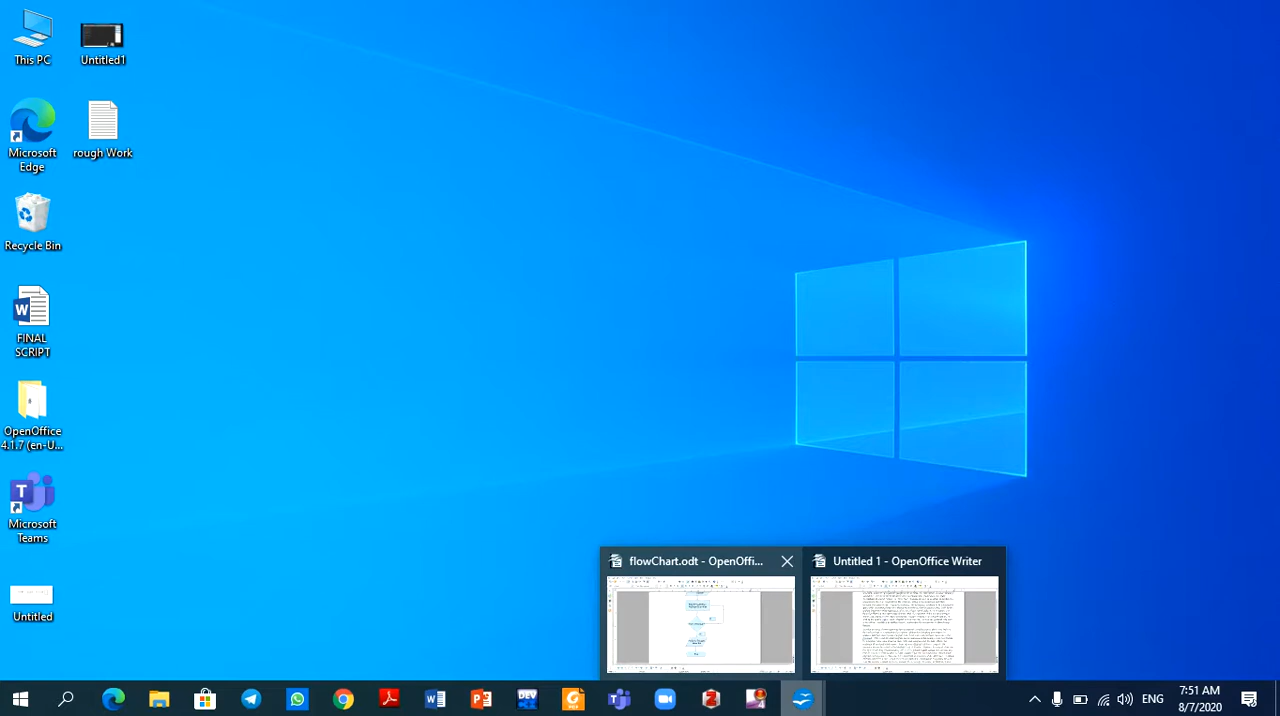 This PC
Untitled1
Microsoft
Edge
rough Work
Recycle Bin
FINAL
SCRIPT
OpenOffice
4.1.7 (en-U...
Microsoft
Teams
Untitled
flowChart.odt - OpenOffi...
Untitled 1 - OpenOffice Writer
ENG
7:51 AM
8/7/2020